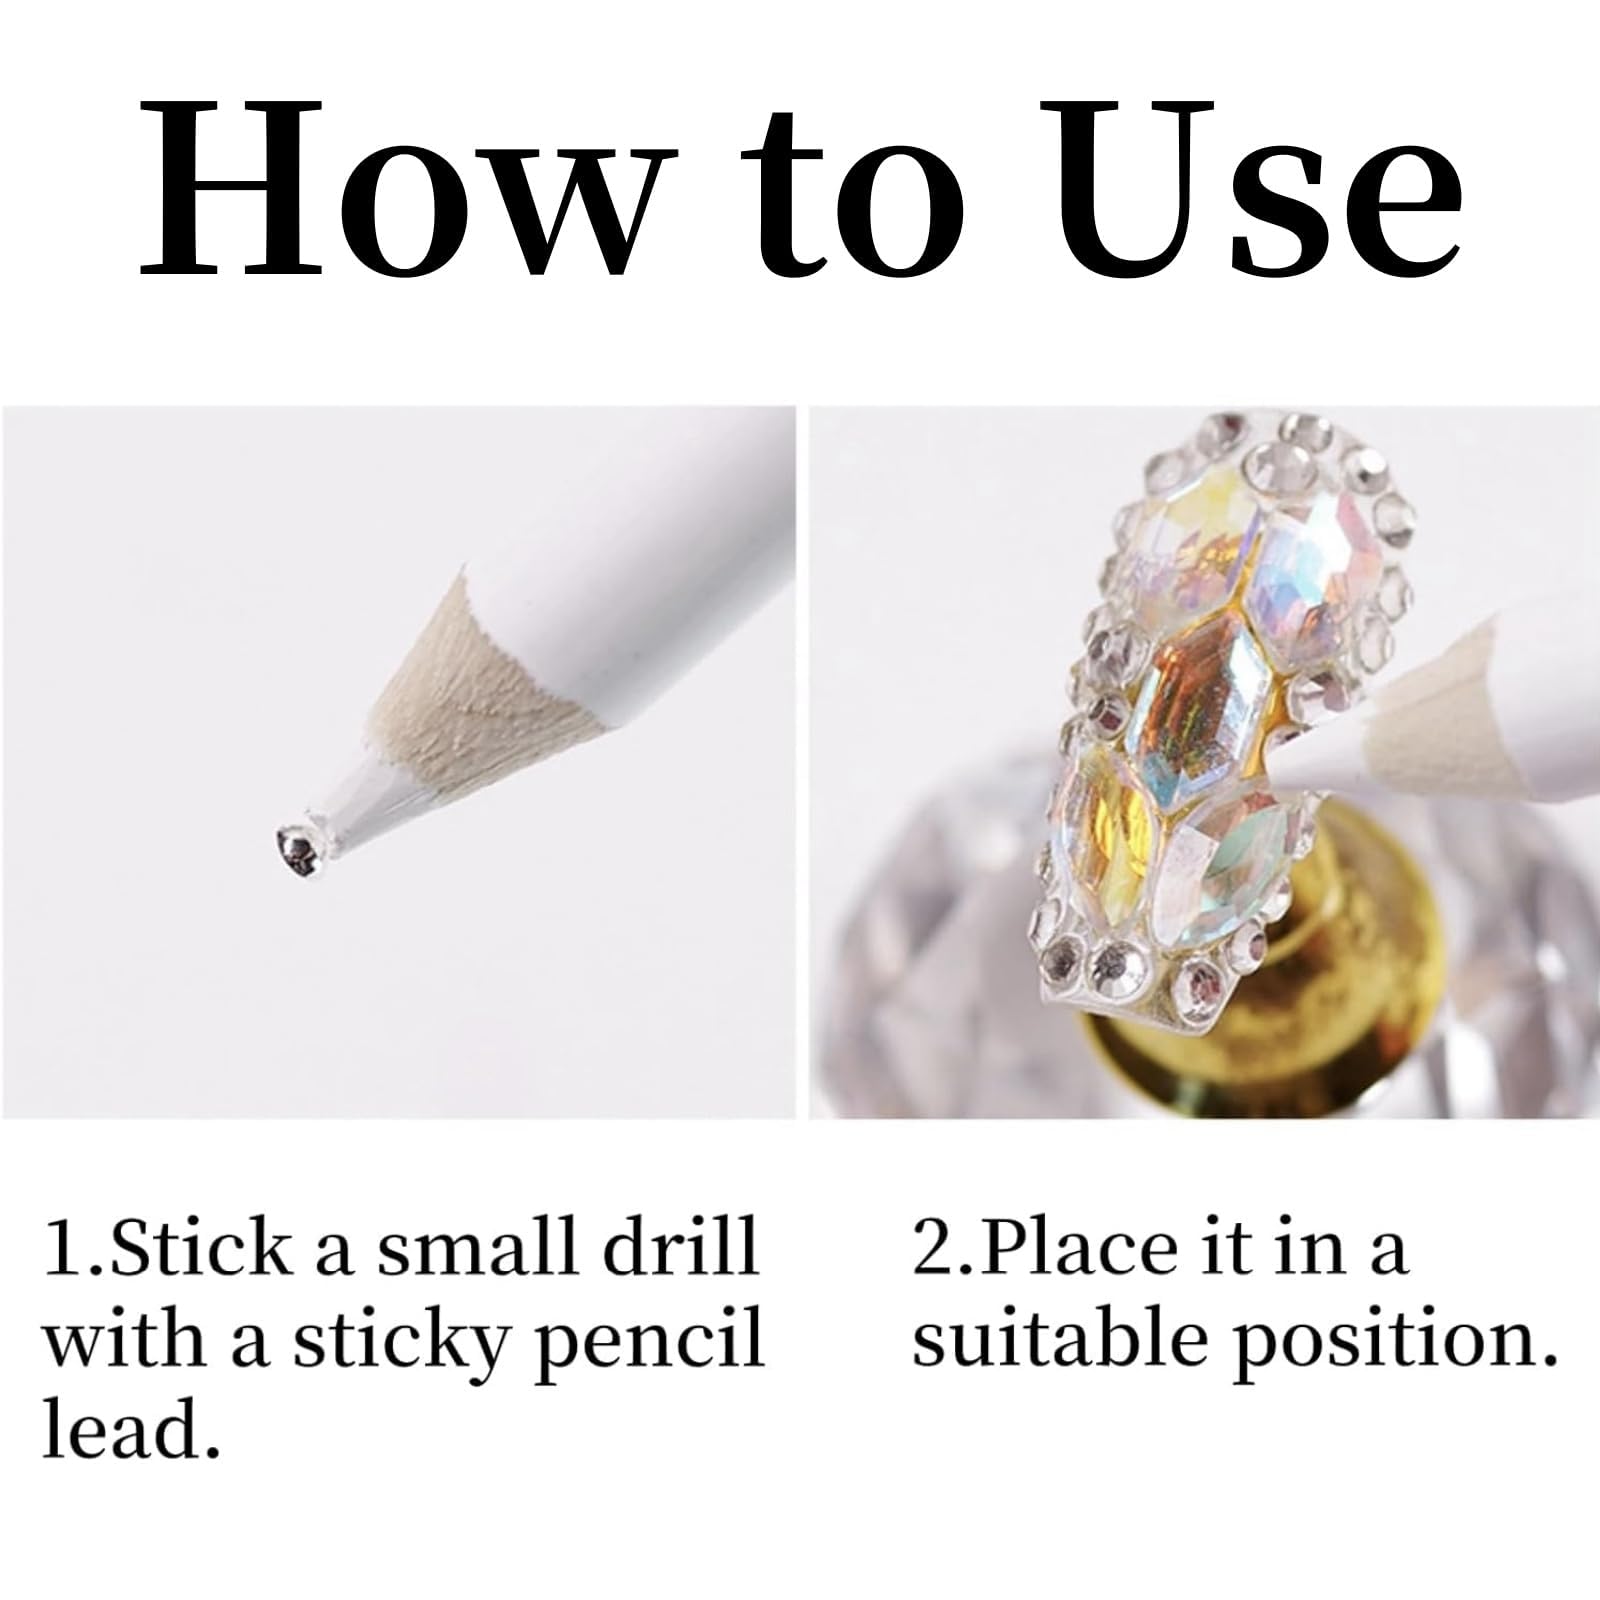 How to Use
1.Stick a small drill
with a sticky pencil
lead.
2.Place it in a
suitable position.